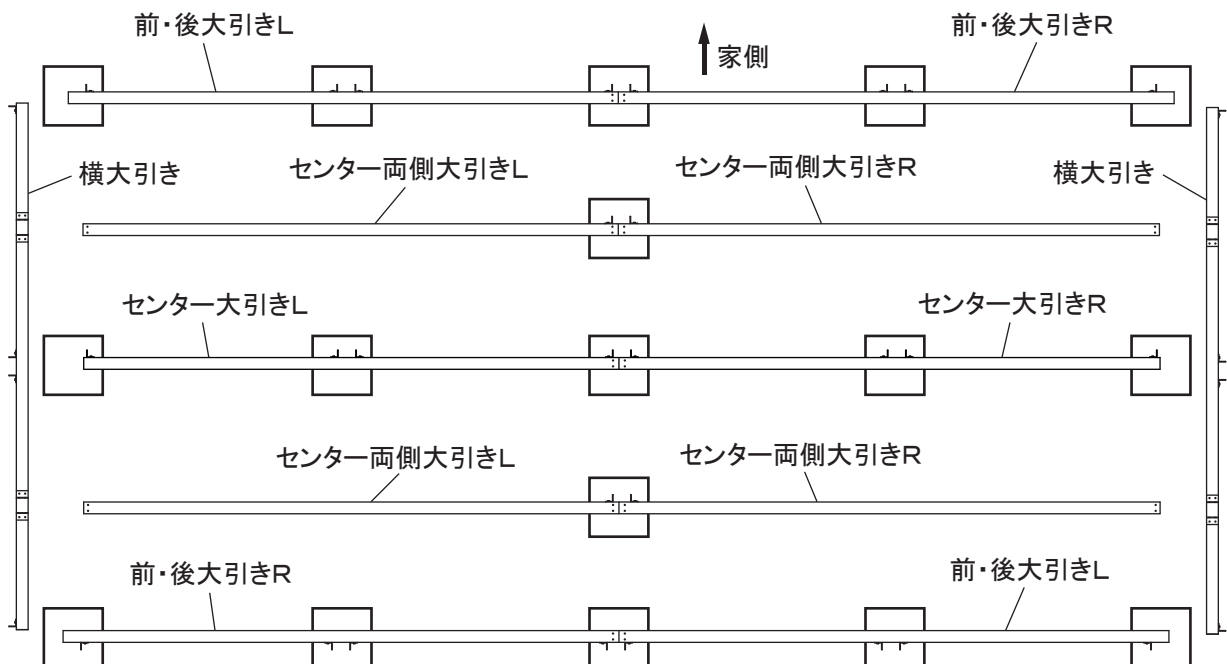 前・後大引きL
前・後大引きR
家側
横大引き
センター両側大引きL
センター両側大引きR
横大引き
センター大引きL
センター大引きR
センター両側大引きL
センター両側大引きR
前・後大引きR
前・後大引きL